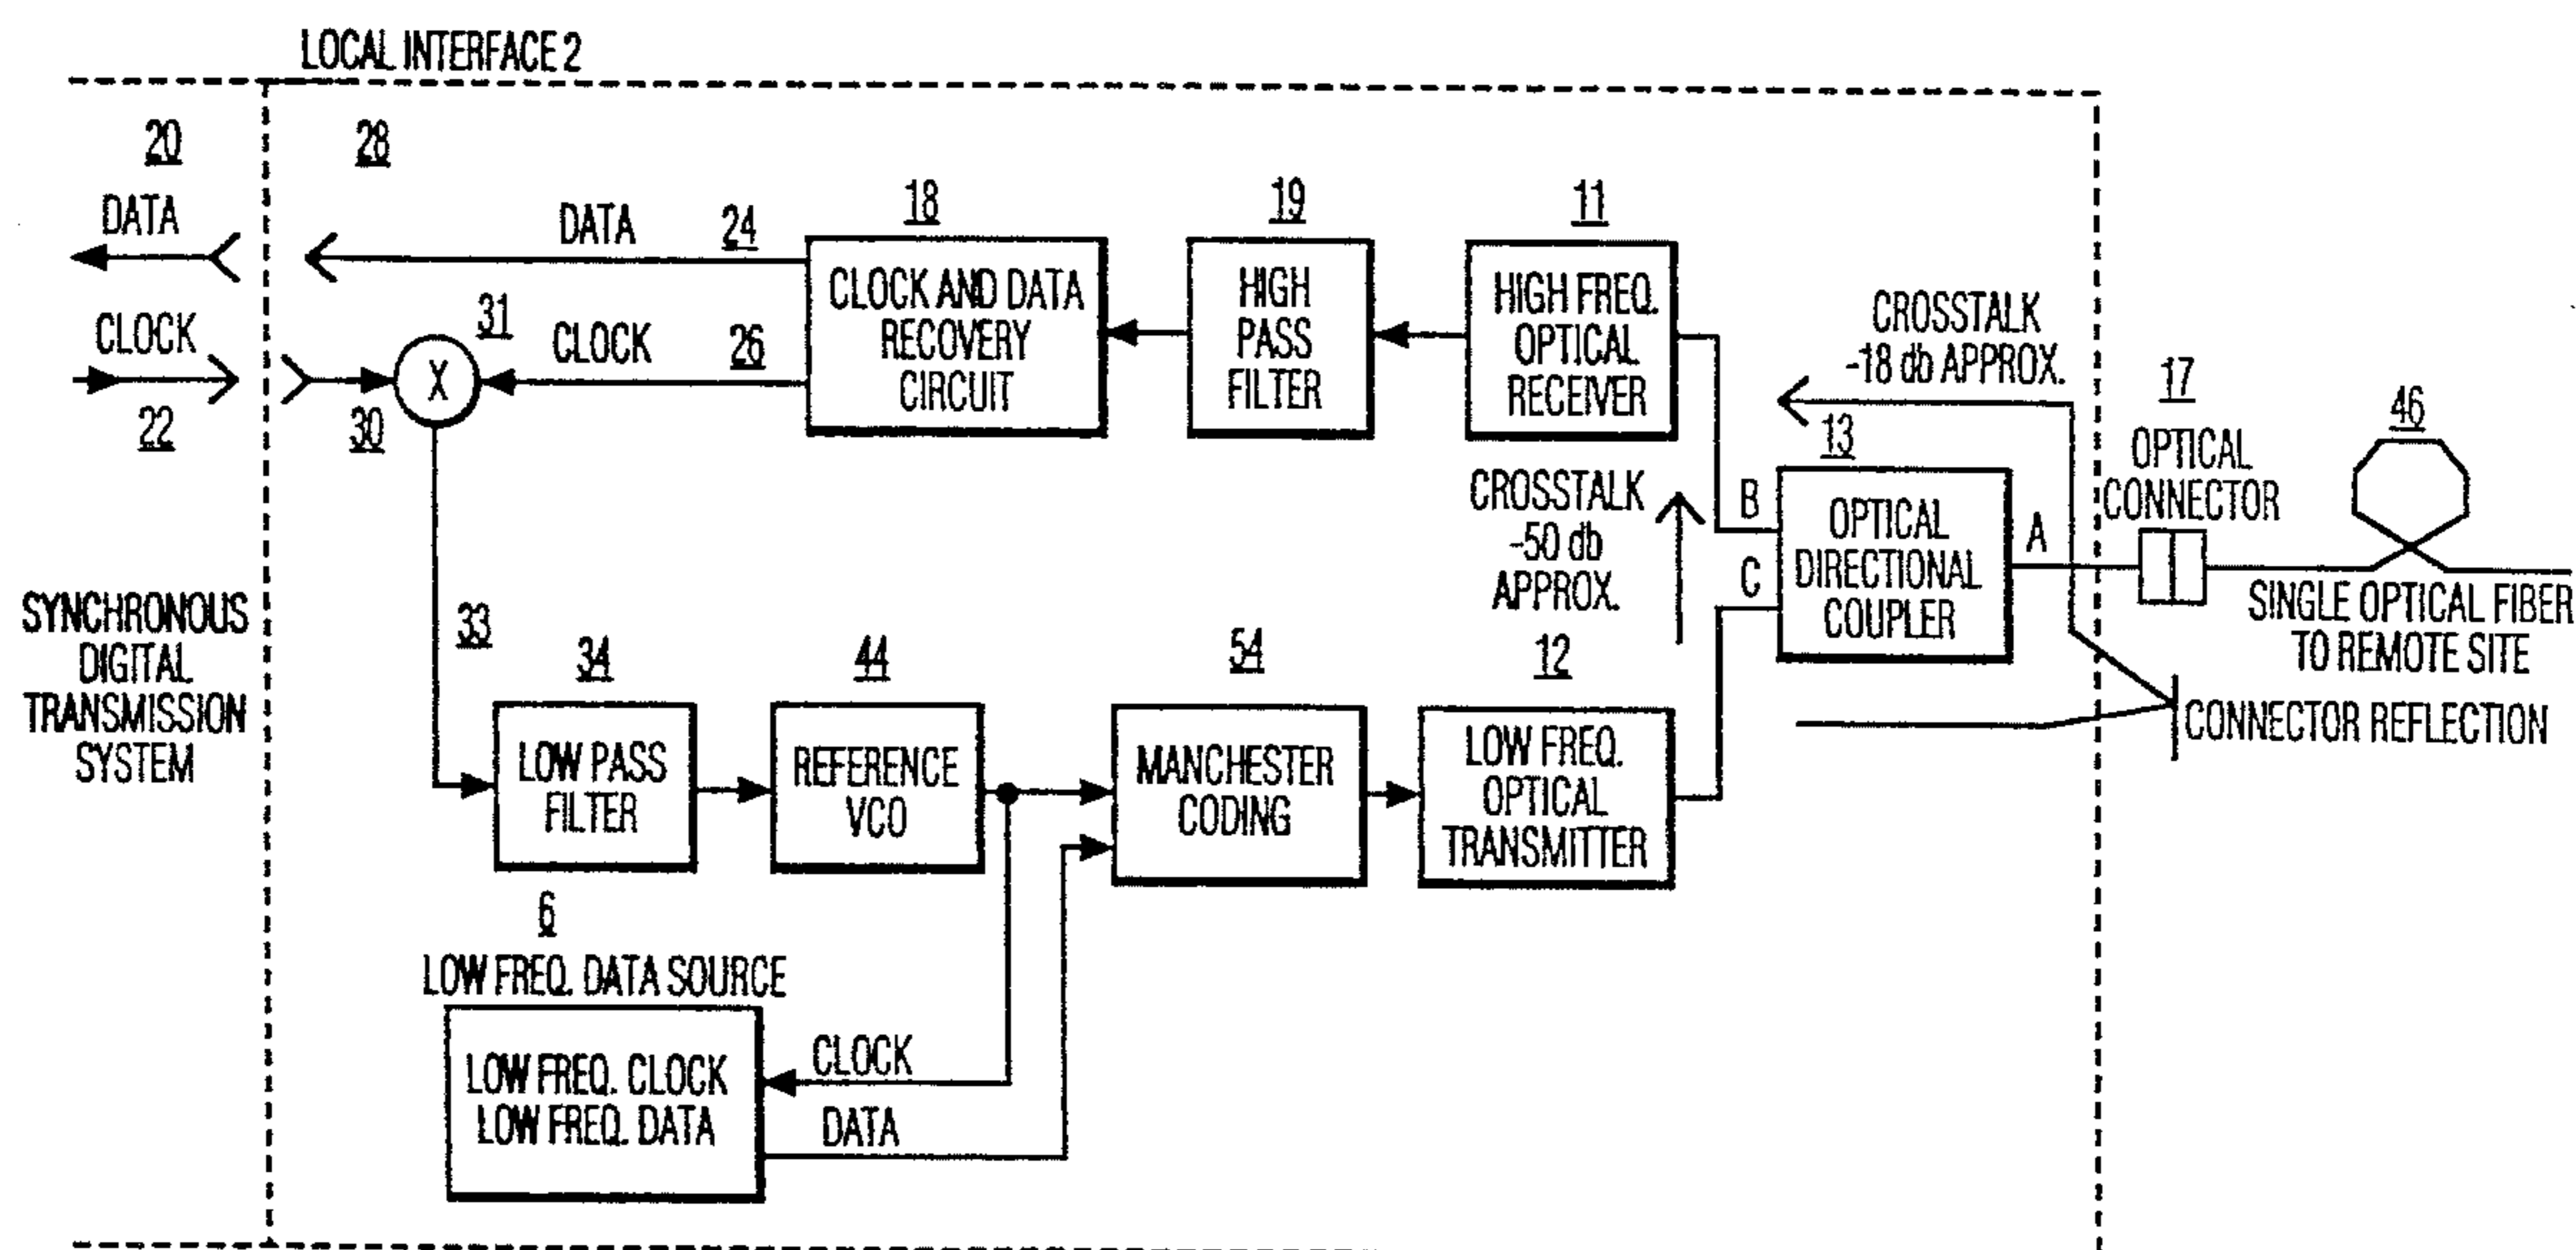 LOCAL INTERFACE 2
20
28
DATA
CLOCK
22
30
31
DATA 24
CLOCK 26
18
CLOCK AND DATA
RECOVERY
CIRCUIT
19
HIGH
PASS
FILTER
11
HIGH FREQ.
OPTICAL
RECEIVER
CROSSTALK
-18 db APPROX.
CROSSTALK
-50 db
APPROX.
13
B
C
A
OPTICAL
DIRECTIONAL
COUPLER
17
OPTICAL
CONNECTOR
46
SINGLE OPTICAL FIBER
TO REMOTE SITE
CONNECTOR REFLECTION
SYNCHRONOUS
DIGITAL
TRANSMISSION
SYSTEM
X
33
34
LOW PASS
FILTER
44
REFERENCE
VCO
54
MANCHESTER
CODING
12
LOW FREQ.
OPTICAL
TRANSMITTER
6
LOW FREQ. DATA SOURCE
LOW FREQ. CLOCK
LOW FREQ. DATA
CLOCK
DATA